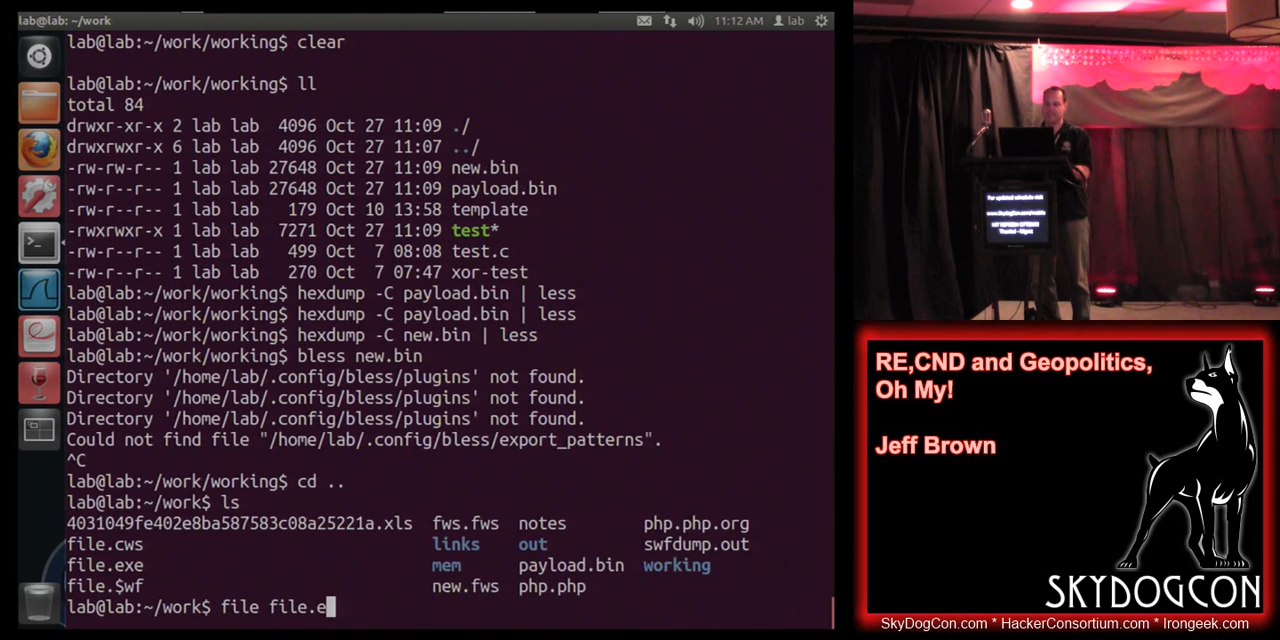 lab@lab: ~/work
11:12 AM lab
lab@lab:~/work/working$ clear
lab@lab:~/work/working$ ll
total 84
drwxr-xr-x 2 lab lab 4096 Oct 27 11:09 ./
drwxrwxr-x 6 lab lab 4096 Oct 27 11:07 ../
-rw-rw-r-- 1 lab lab 27648 Oct 27 11:09 new.bin
-rw-r--r-- 1 lab lab 27648 Oct 27 11:09 payload.bin
-rw-r--r-- 1 lab lab 179 Oct 10 13:58 template
-rwxrwxr-x 1 lab lab 7271 Oct 27 11:09 test*
-rw-r--r-- 1 lab lab 499 Oct 7 08:08 test.c
-rw-r--r-- 1 lab lab 270 Oct 7 07:47 xor-test
lab@lab:~/work/working$ hexdump -C payload.bin | less
lab@lab:~/work/working$ hexdump -C payload.bin | less
lab@lab:~/work/working$ hexdump -C new.bin | less
lab@lab:~/work/working$ bless new.bin
Directory '/home/lab/.config/bless/plugins' not found.
Directory '/home/lab/.config/bless/plugins' not found.
Directory '/home/lab/.config/bless/plugins' not found.
Could not find file "/home/lab/.config/bless/export_patterns".
^C
lab@lab:~/work/working$ cd ..
lab@lab:~/work$ ls
4031049fe402e8ba587583c08a25221a.xls fws.fws notes php.php.org
file.cws links out swfdump.out
file.exe mem payload.bin working
file.$wf new.fws php.php
lab@lab:~/work$ file file.e
For updated schedule visit
RE,CND and Geopolitics,
Oh My!
Jeff Brown
SKYDOGCON
SkyDogCon.com * HackerConsortium.com * Irongeek.com